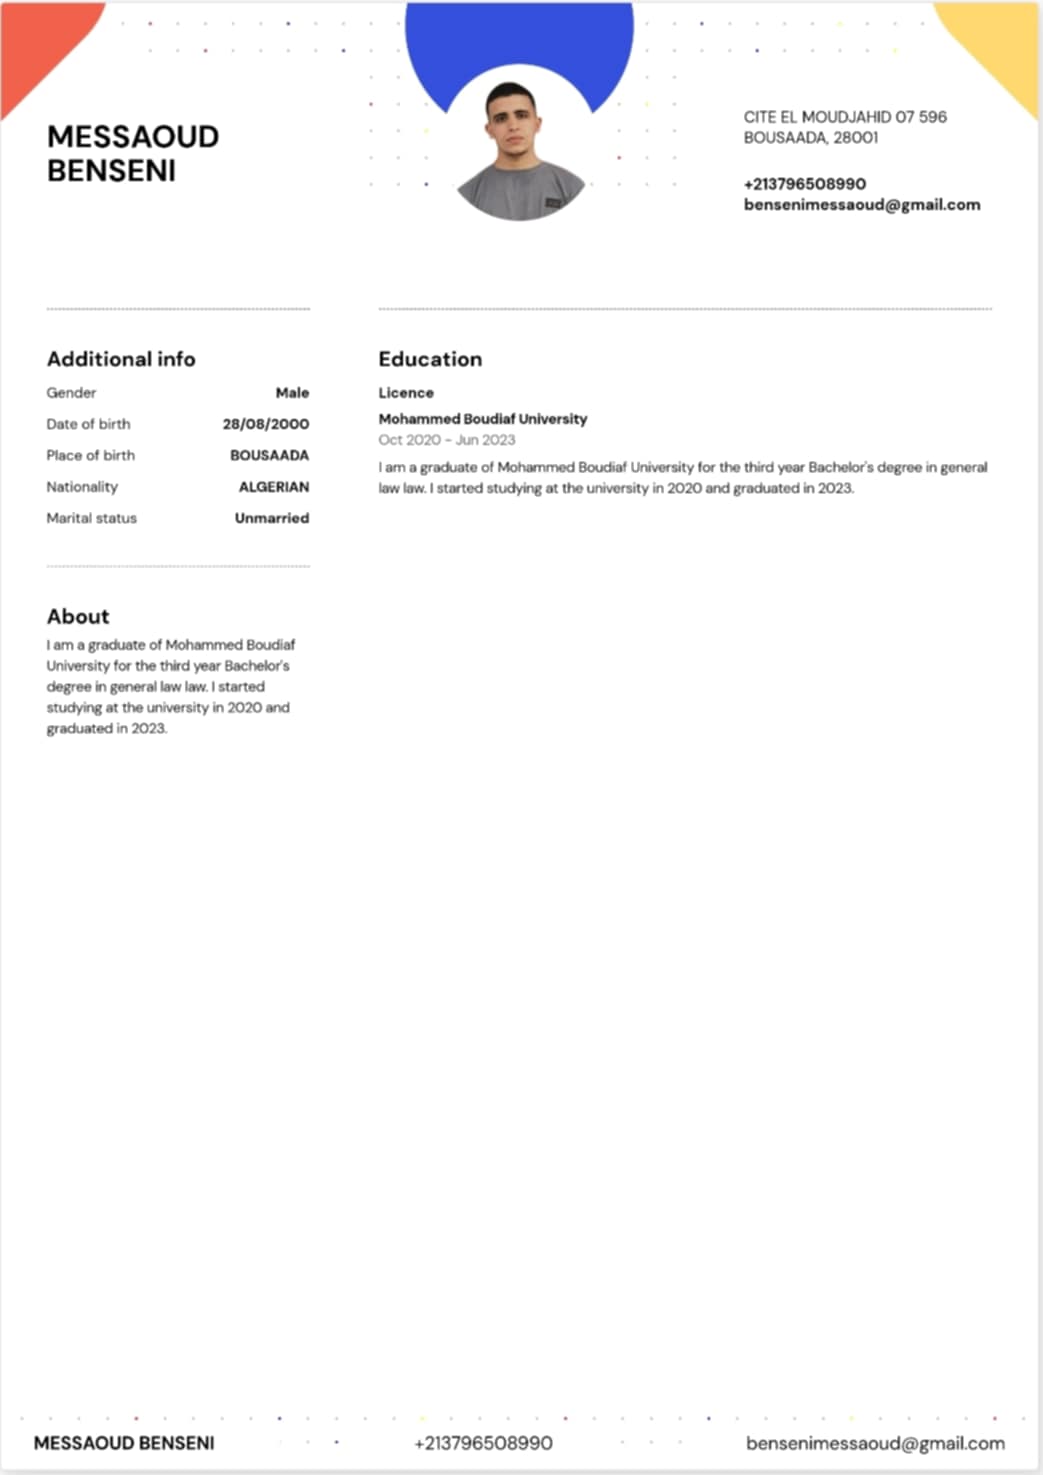 MESSAOUD
BENSENI
CITE EL MOUDJAHID 07 596
BOUSAADA, 28001
+213796508990
bensenimessaoud@gmail.com
Additional info
Gender Male
Date of birth 28/08/2000
Place of birth BOUSAADA
Nationality ALGERIAN
Marital status Unmarried
About
I am a graduate of Mohammed Boudiaf
University for the third year Bachelor's
degree in general law law. I started
studying at the university in 2020 and
graduated in 2023.
Education
Licence
Mohammed Boudiaf University
Oct 2020 - Jun 2023
I am a graduate of Mohammed Boudiaf University for the third year Bachelor's degree in general
law law. I started studying at the university in 2020 and graduated in 2023.
MESSAOUD BENSENI +213796508990 bensenimessaoud@gmail.com